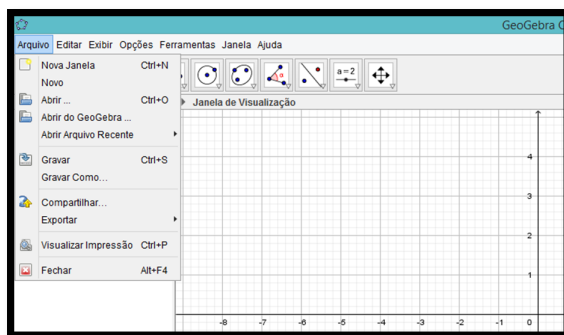 GeoGebra C
Arquivo Editar Exibir Opções Ferramentas Janela Ajuda
Nova Janela Ctrl+N
Novo
Abrir ... Ctrl+O
Abrir do GeoGebra ...
Abrir Arquivo Recente
Gravar Ctrl+S
Gravar Como...
Compartilhar...
Exportar
Visualizar Impressão Ctrl+P
Fechar Alt+F4
a=2
Janela de Visualização
4
3
2
1
-8 -7 -6 -5 -4 -3 -2 -1 0